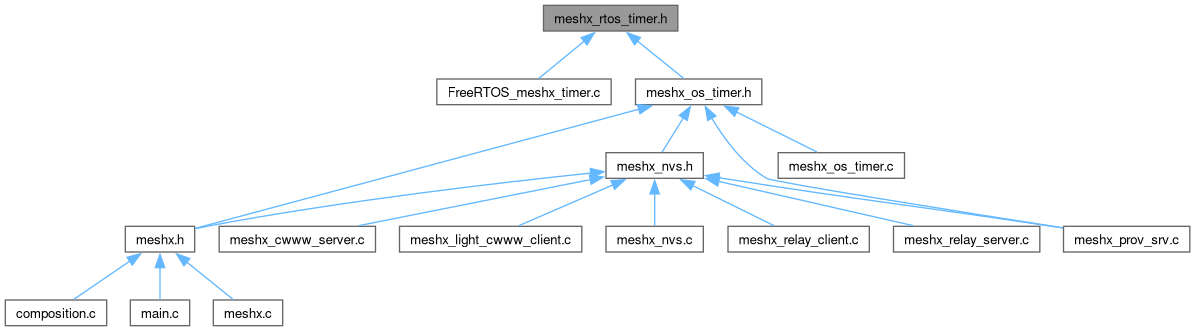 meshx_rtos_timer.h
FreeRTOS_meshx_timer.c
meshx_os_timer.h
meshx_nvs.h
meshx_os_timer.c
meshx.h
meshx_cwww_server.c
meshx_light_cwww_client.c
meshx_nvs.c
meshx_relay_client.c
meshx_relay_server.c
meshx_prov_srv.c
composition.c
main.c
meshx.c